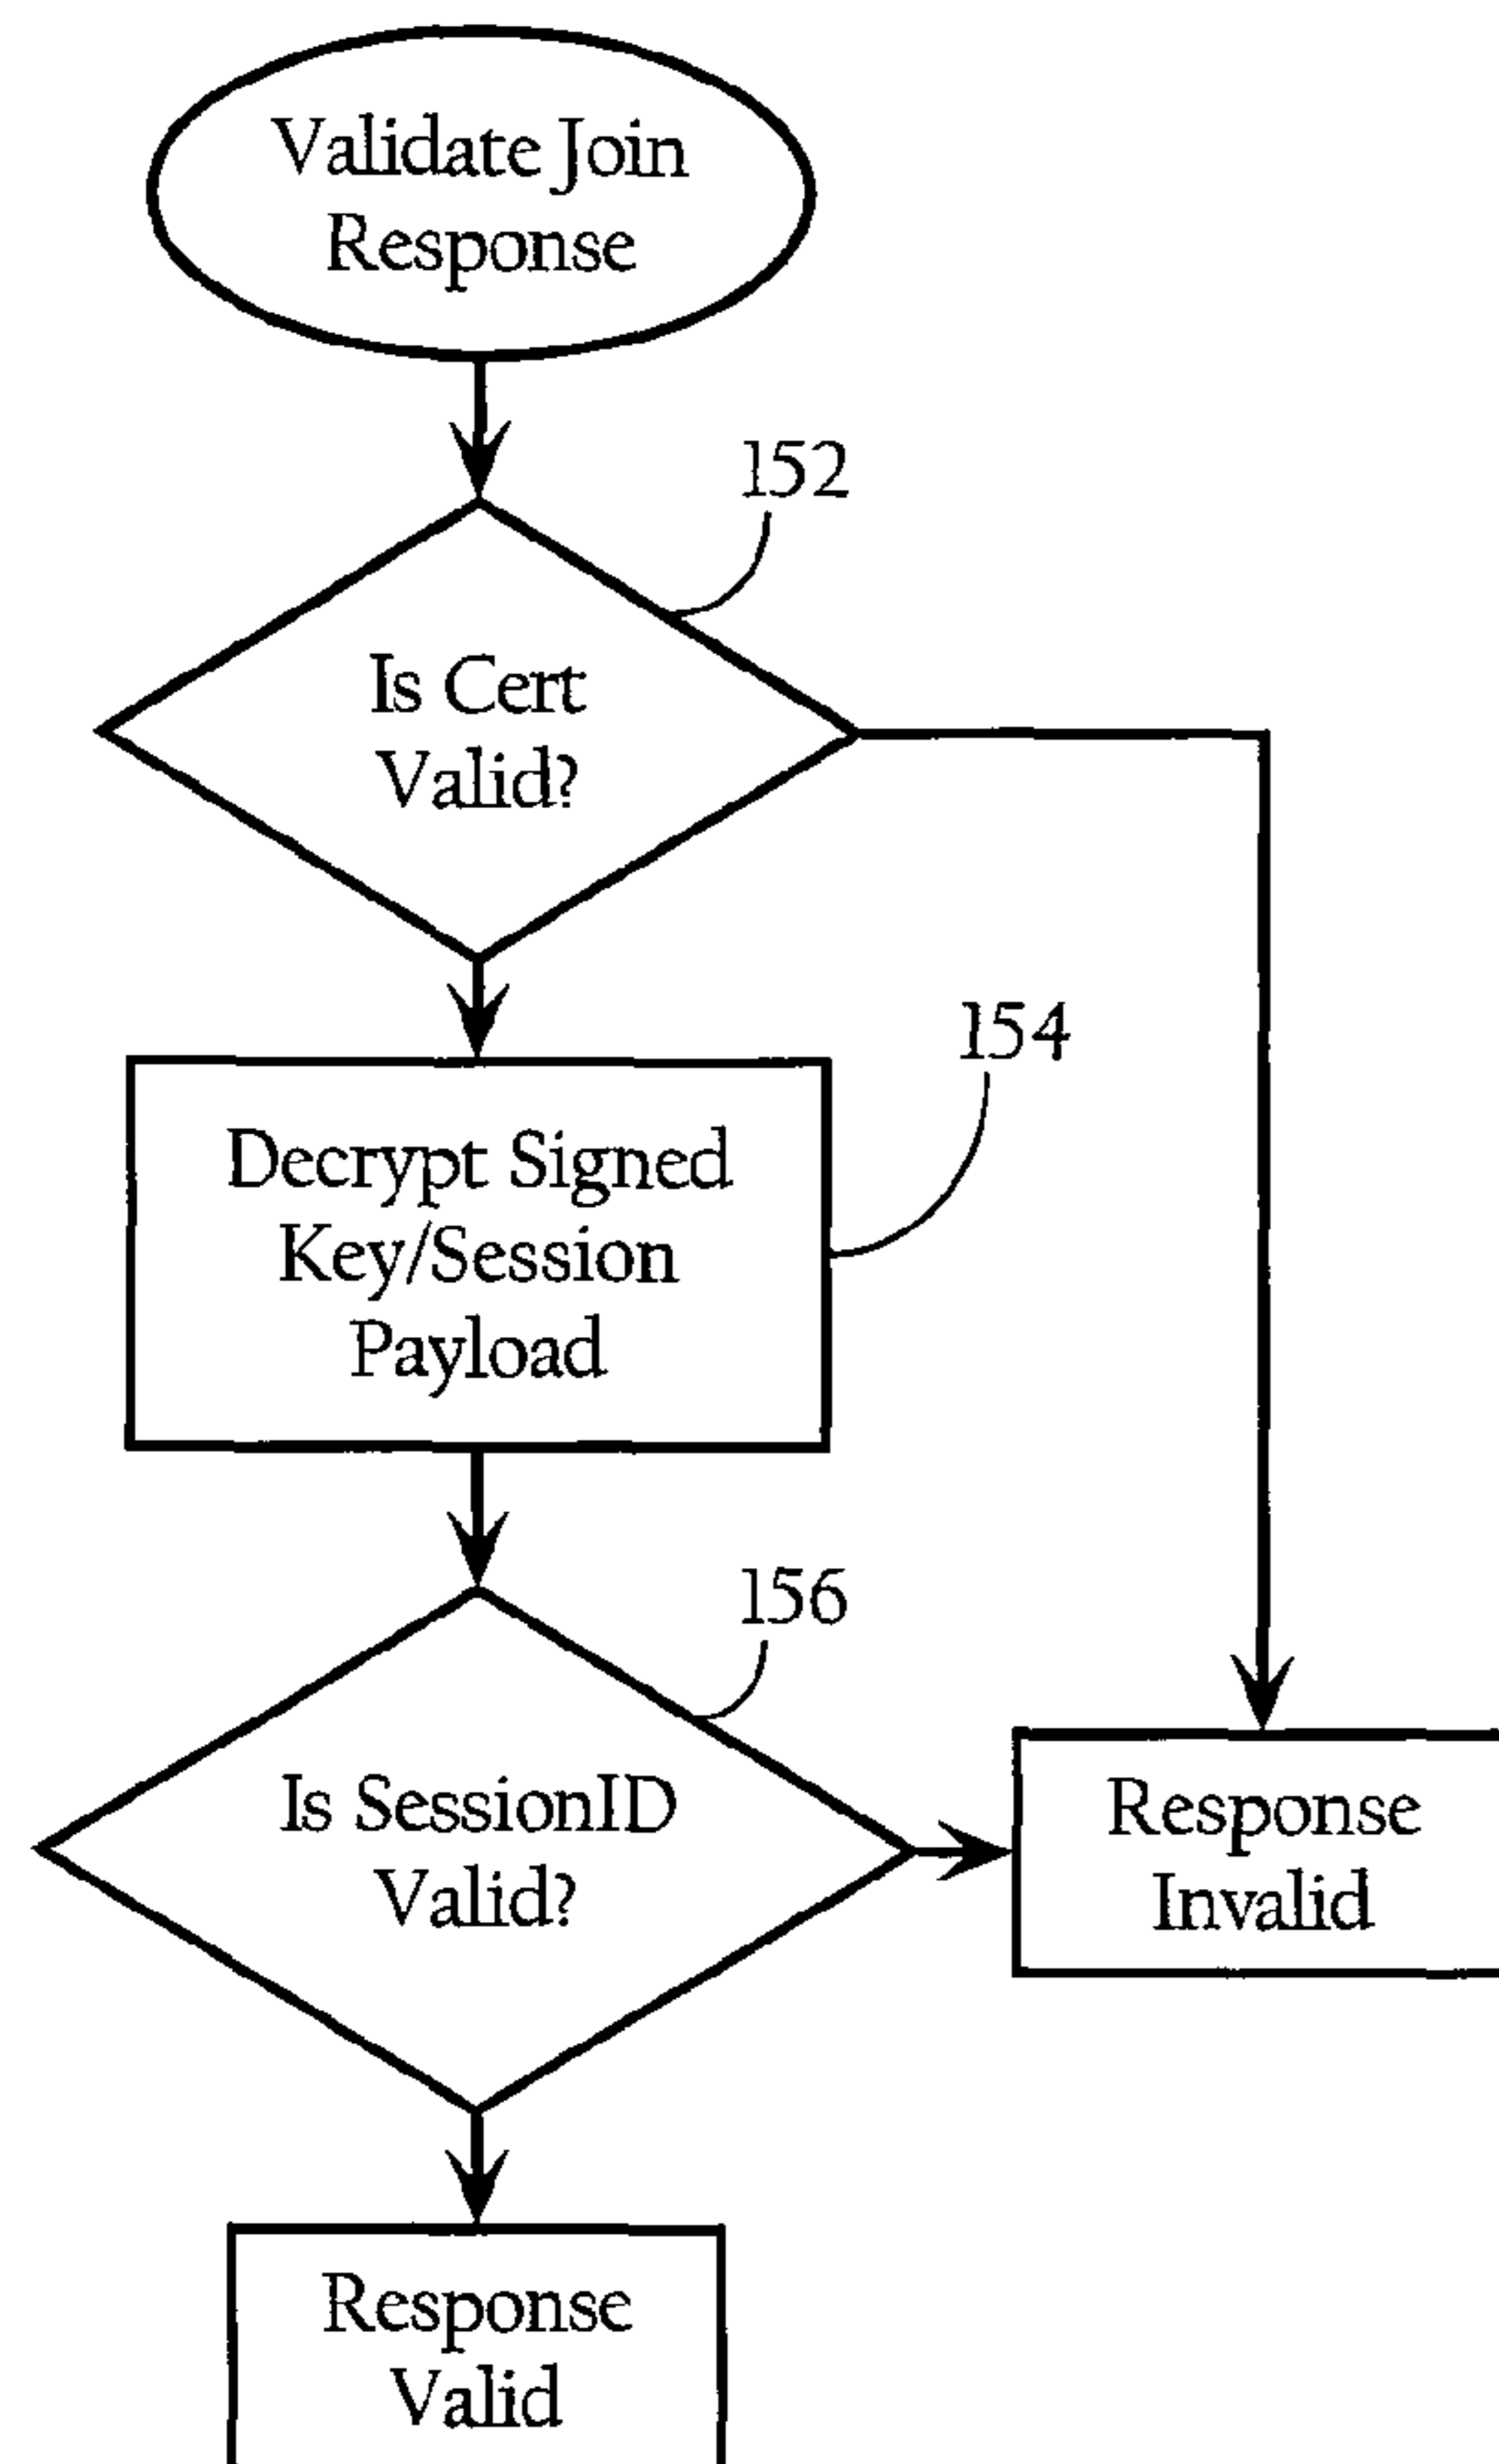 Validate Join
Response
152
Is Cert
Valid?
154
Decrypt Signed
Key/Session
Payload
156
Is SessionID
Valid?
Response
Invalid
Response
Valid